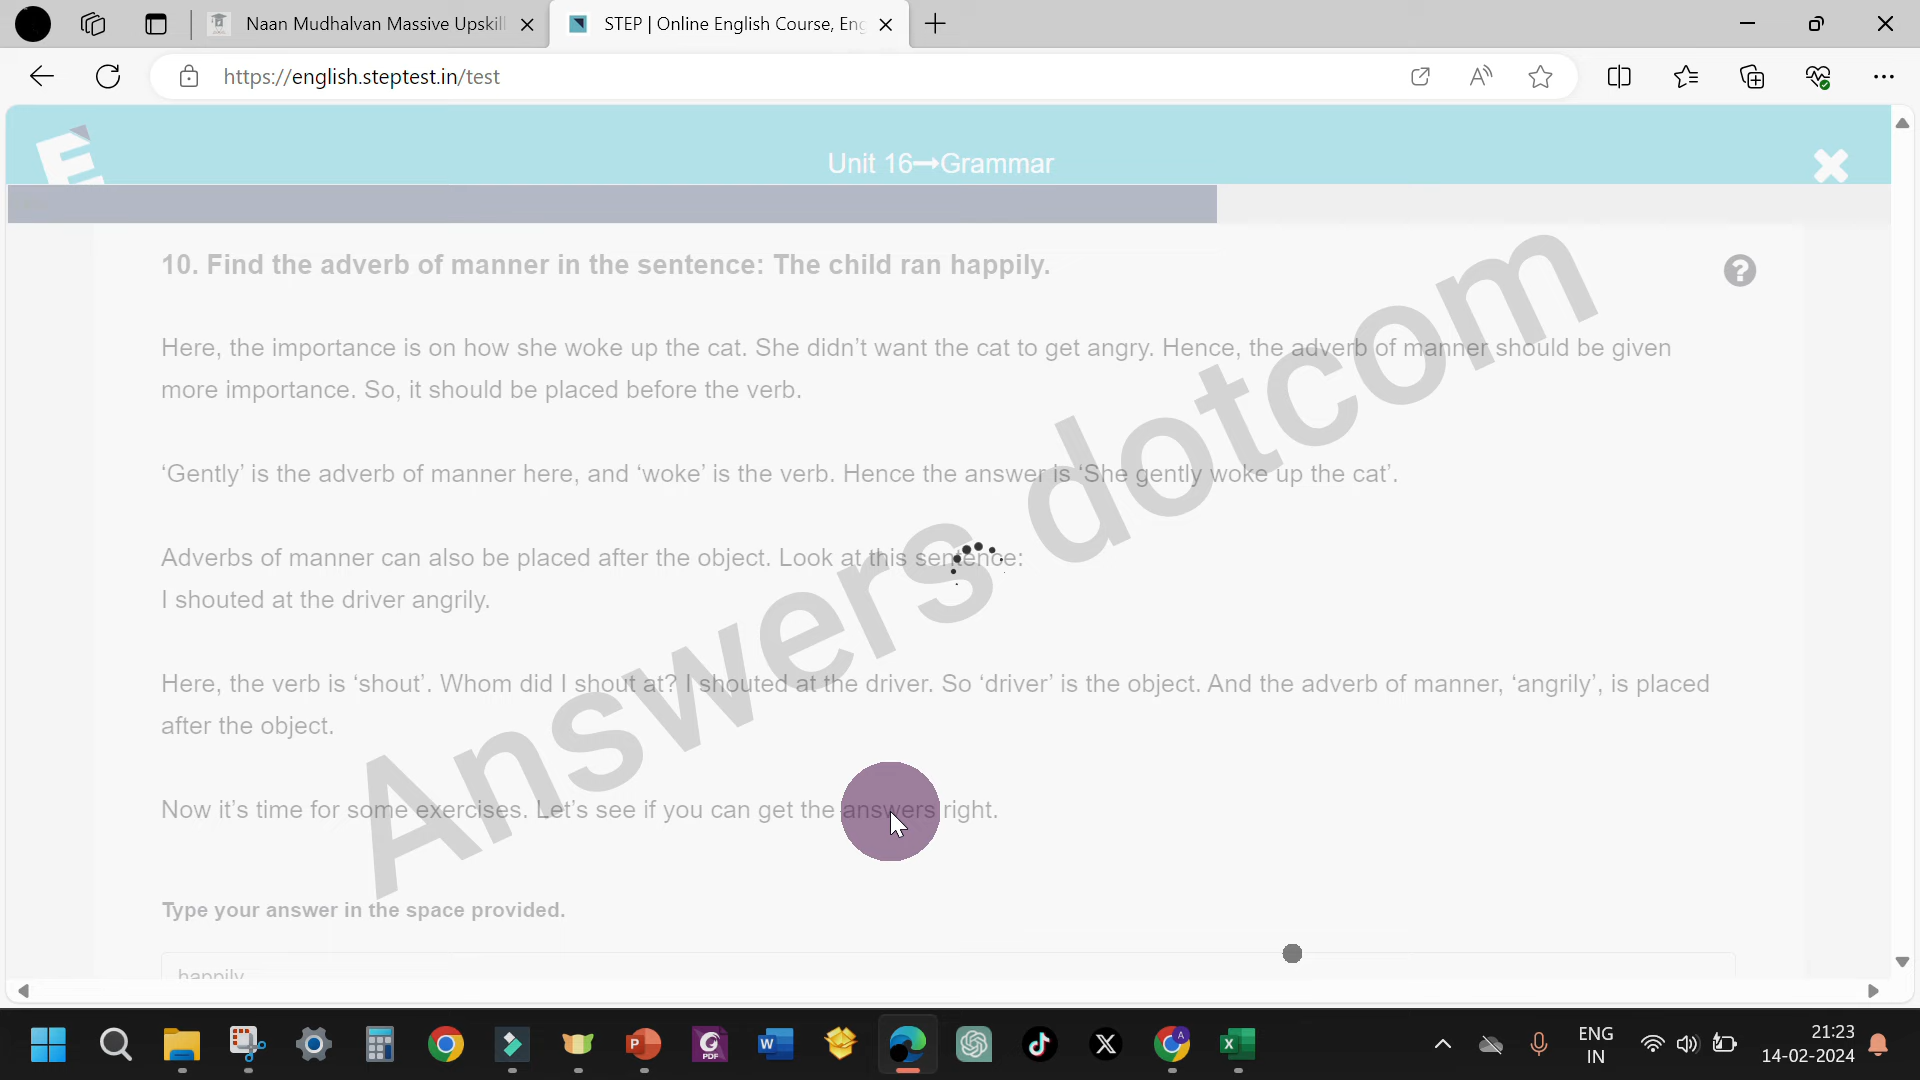 Naan Mudhalvan Massive Upskil
STEP | Online English Course, Eng
https://english.steptest.in/test
Unit 16→Grammar
10. Find the adverb of manner in the sentence: The child ran happily.
Here, the importance is on how she woke up the cat. She didn’t want the cat to get angry. Hence, the adverb of manner should be given
more importance. So, it should be placed before the verb.
‘Gently’ is the adverb of manner here, and ‘woke’ is the verb. Hence the answer is ‘She gently woke up the cat’.
Adverbs of manner can also be placed after the object. Look at this sentence:
I shouted at the driver angrily.
Here, the verb is ‘shout’. Whom did I shout at? I shouted at the driver. So ‘driver’ is the object. And the adverb of manner, ‘angrily’, is placed
after the object.
Now it’s time for some exercises. Let’s see if you can get the answers right.
Answers dotcom
Type your answer in the space provided.
happily
ENG
IN
21:23
14-02-2024